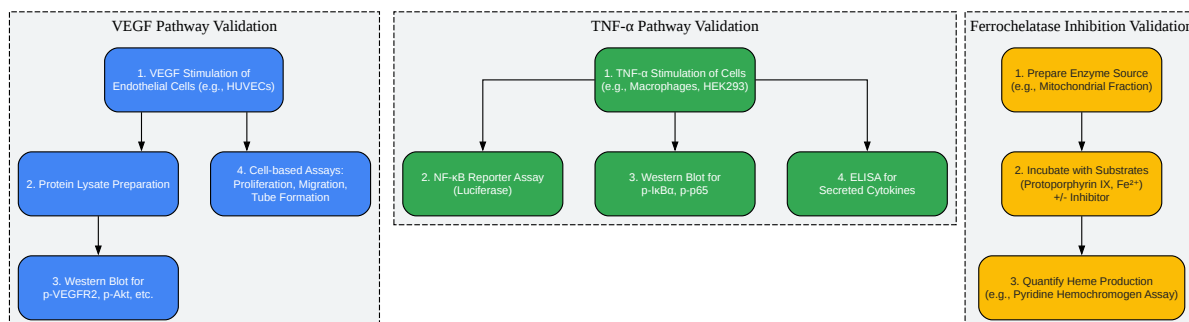 VEGF Pathway Validation
1. VEGF Stimulation of
Endothelial Cells (e.g., HUVECs)
2. Protein Lysate Preparation
4. Cell-based Assays:
Proliferation, Migration,
Tube Formation
3. Western Blot for
p-VEGFR2, p-Akt, etc.
TNF-α Pathway Validation
1. TNF-α Stimulation of Cells
(e.g., Macrophages, HEK293)
2. NF-κB Reporter Assay
(Luciferase)
3. Western Blot for
p-IκBα, p-p65
4. ELISA for
Secreted Cytokines
Ferrochelatase Inhibition Validation
1. Prepare Enzyme Source
(e.g., Mitochondrial Fraction)
2. Incubate with Substrates
(Protoporphyrin IX, Fe²⁺)
+/- Inhibitor
3. Quantify Heme Production
(e.g., Pyridine Hemochromogen Assay)